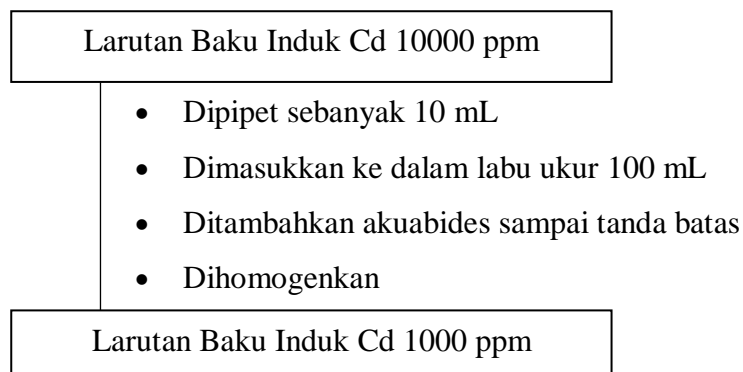 Larutan Baku Induk Cd 10000 ppm
• Dipipet sebanyak 10 mL
• Dimasukkan ke dalam labu ukur 100 mL
• Ditambahkan akuabides sampai tanda batas
• Dihomogenkan
Larutan Baku Induk Cd 1000 ppm